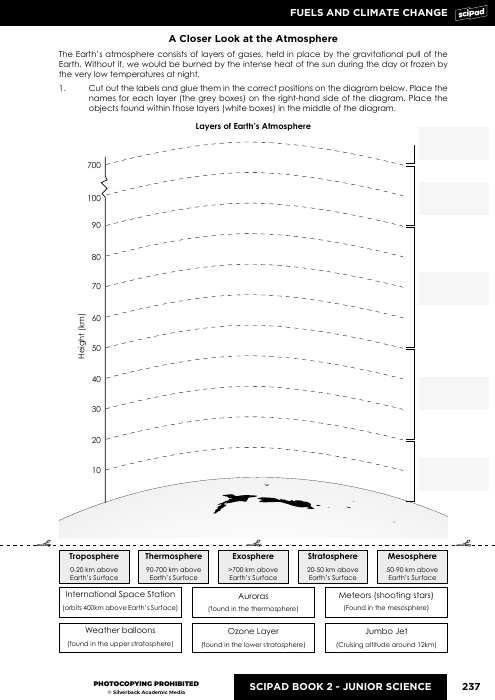 FUELS AND CLIMATE CHANGE scipad
A Closer Look at the Atmosphere
The Earth's atmosphere consists of layers of gases, held in place by the gravitational pull of the
Earth. Without it, we would be burned by the intense heat of the sun during the day or frozen by
the very low temperatures at night.
1. Cut out the labels and glue them in the correct positions on the diagram below. Place the
names for each layer (the grey boxes) on the right-hand side of the diagram. Place the
objects found within those layers (white boxes) in the middle of the diagram.
Layers of Earth's Atmosphere
700
100
90
80
70
60
50
40
30
20
10
Height (km)
Troposphere
0-20 km above
Earth's Surface
Thermosphere
90-700 km above
Earth's Surface
Exosphere
>700 km above
Earth's Surface
Stratosphere
20-50 km above
Earth's Surface
Mesosphere
50-90 km above
Earth's Surface
International Space Station
(orbits 400km above Earth's Surface)
Auroras
(found in the thermosphere)
Meteors (shooting stars)
(Found in the mesosphere)
Weather balloons
(found in the upper stratosphere)
Ozone Layer
(found in the lower stratosphere)
Jumbo Jet
(Cruising altitude around 12km)
PHOTOCOPYING PROHIBITED
© Silverback Academic Media
SCIPAD BOOK 2 - JUNIOR SCIENCE
237